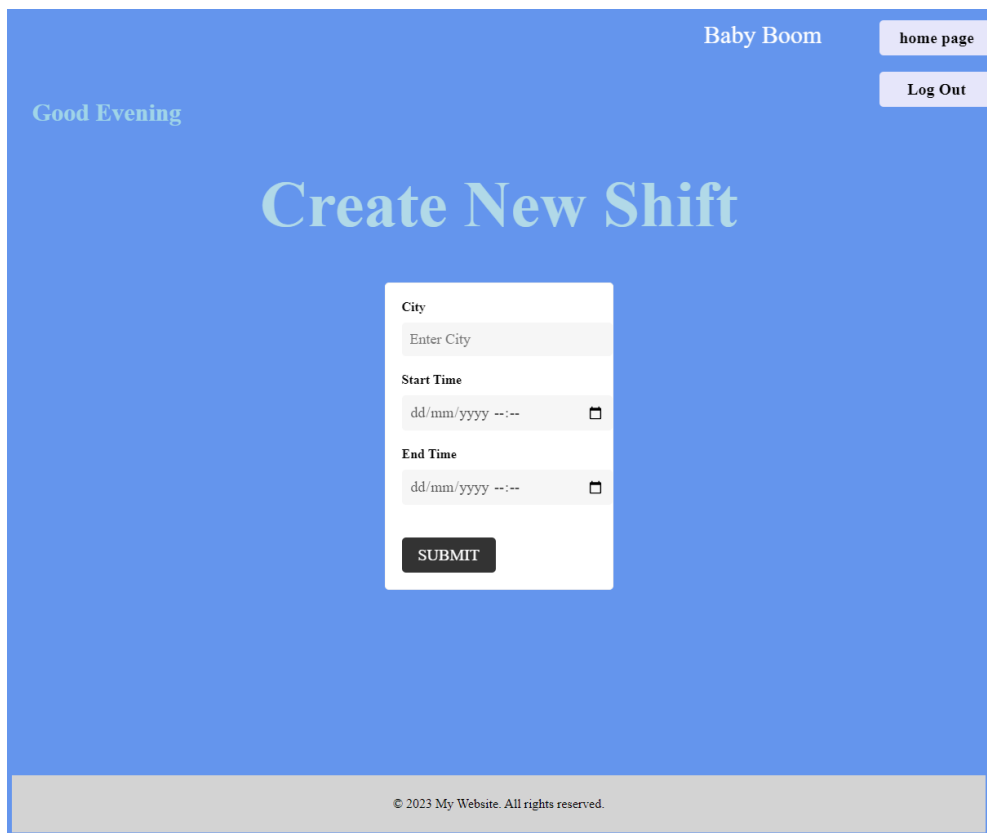 Baby Boom
home page
Log Out
Good Evening
Create New Shift
City
Enter City
Start Time
dd/mm/yyyy --:--
End Time
dd/mm/yyyy --:--
SUBMIT
© 2023 My Website. All rights reserved.